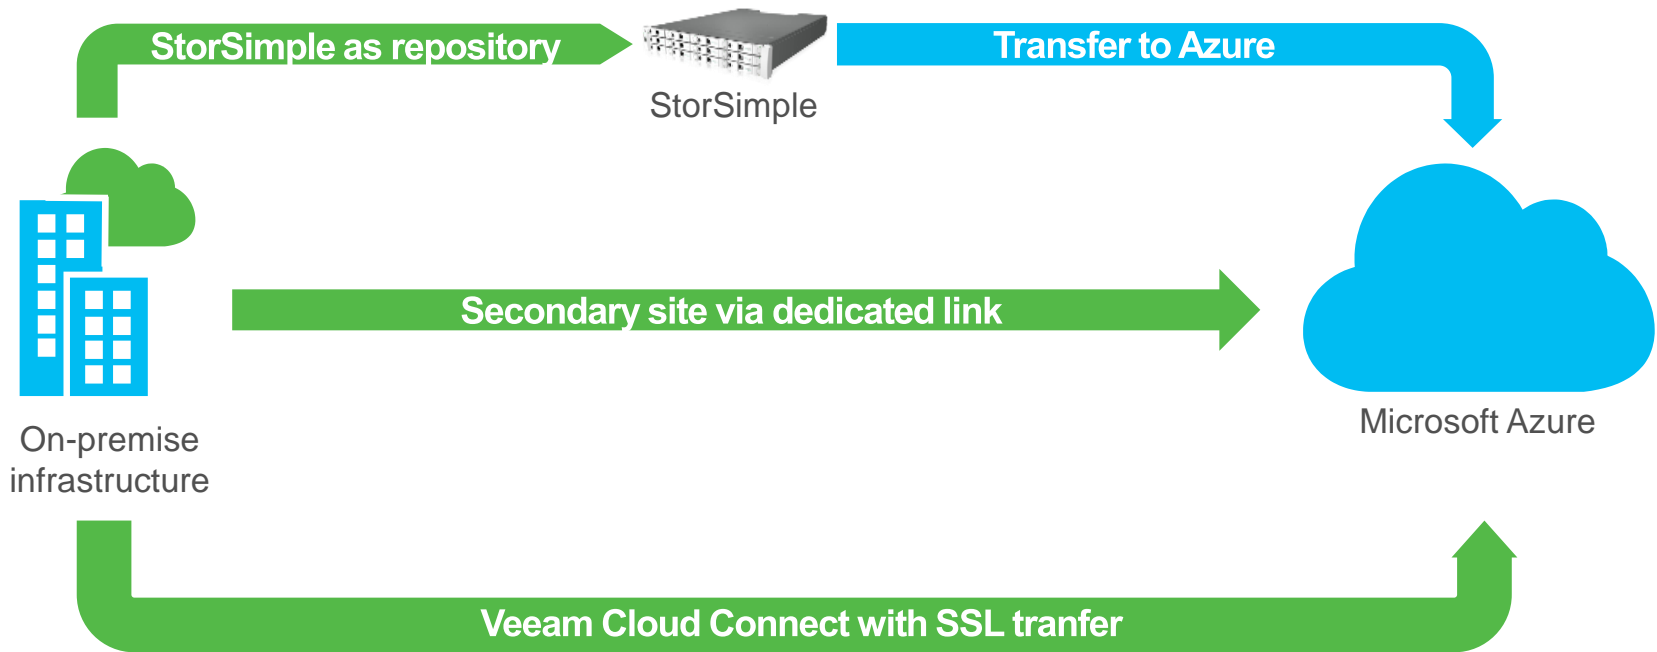 StorSimple as repository
Transfer to Azure
StorSimple
Secondary site via dedicated link
Microsoft Azure
On-premise
infrastructure
Veeam Cloud Connect with SSL tranfer